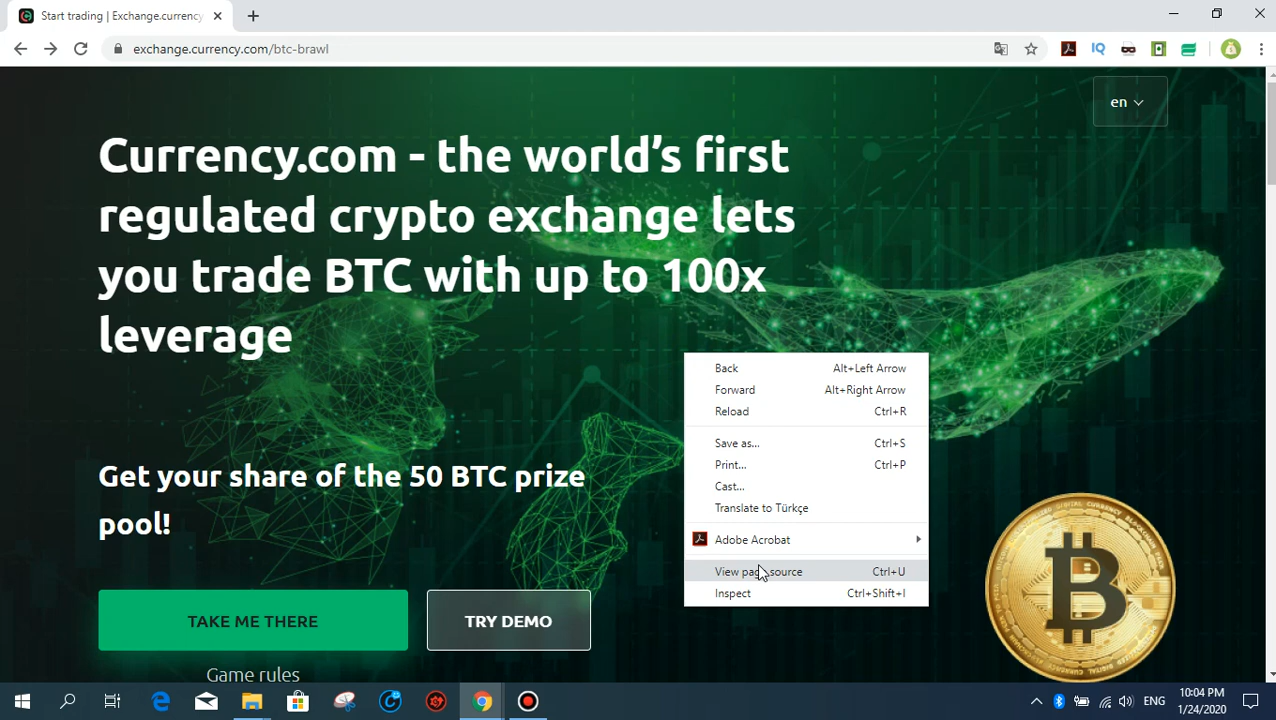 Start trading | Exchange.currency
exchange.currency.com/btc-brawl
IQ
en
Currency.com - the world's first
regulated crypto exchange lets
you trade BTC with up to 100x
leverage
Get your share of the 50 BTC prize
pool!
TAKE ME THERE
TRY DEMO
Game rules
Back Alt+Left Arrow
Forward Alt+Right Arrow
Reload Ctrl+R
Save as... Ctrl+S
Print... Ctrl+P
Cast...
Translate to Türkçe
Adobe Acrobat
View page source Ctrl+U
Inspect Ctrl+Shift+I
ENG
10:04 PM
1/24/2020